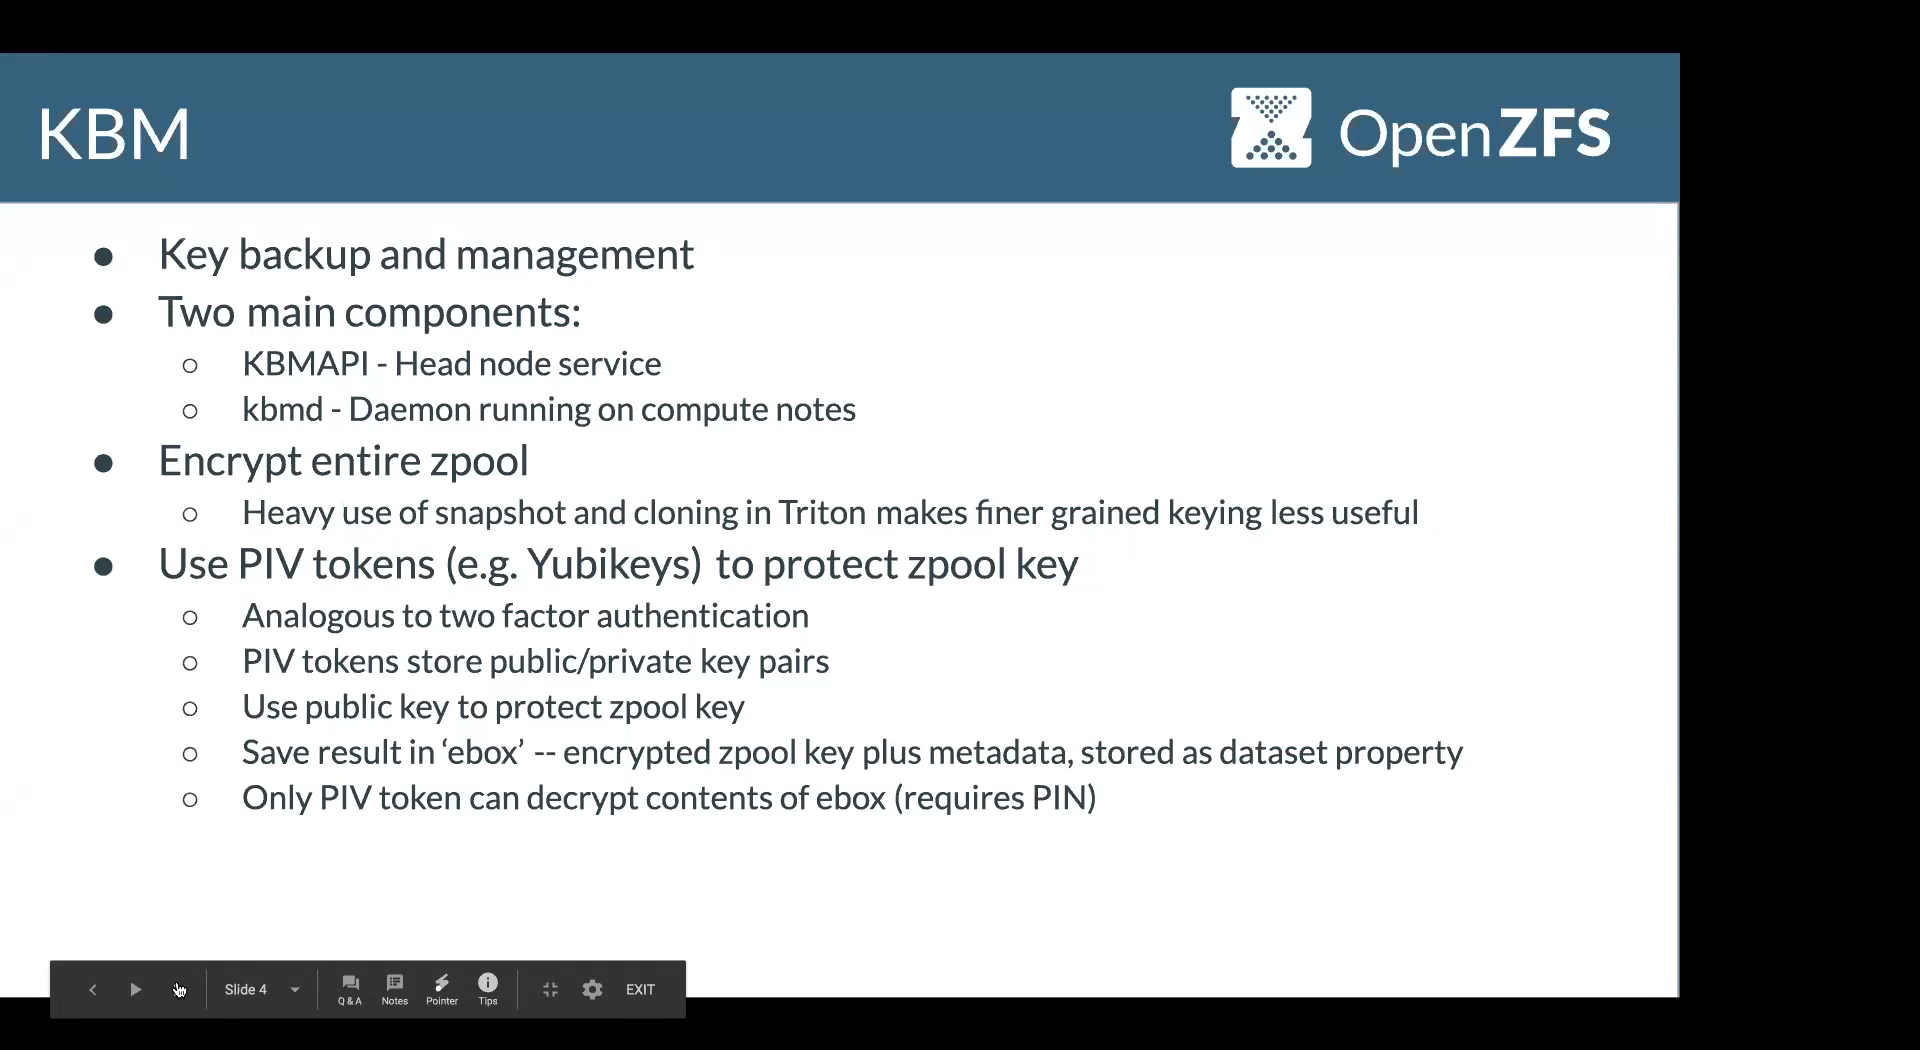 KBM
OpenZFS
● Key backup and management
● Two main components:
○ KBMAPI - Head node service
○ kbmd - Daemon running on compute notes
● Encrypt entire zpool
○ Heavy use of snapshot and cloning in Triton makes finer grained keying less useful
● Use PIV tokens (e.g. Yubikeys) to protect zpool key
○ Analogous to two factor authentication
○ PIV tokens store public/private key pairs
○ Use public key to protect zpool key
○ Save result in ‘ebox’ -- encrypted zpool key plus metadata, stored as dataset property
○ Only PIV token can decrypt contents of ebox (requires PIN)
Slide 4
Q & A
Notes
Pointer
Tips
EXIT